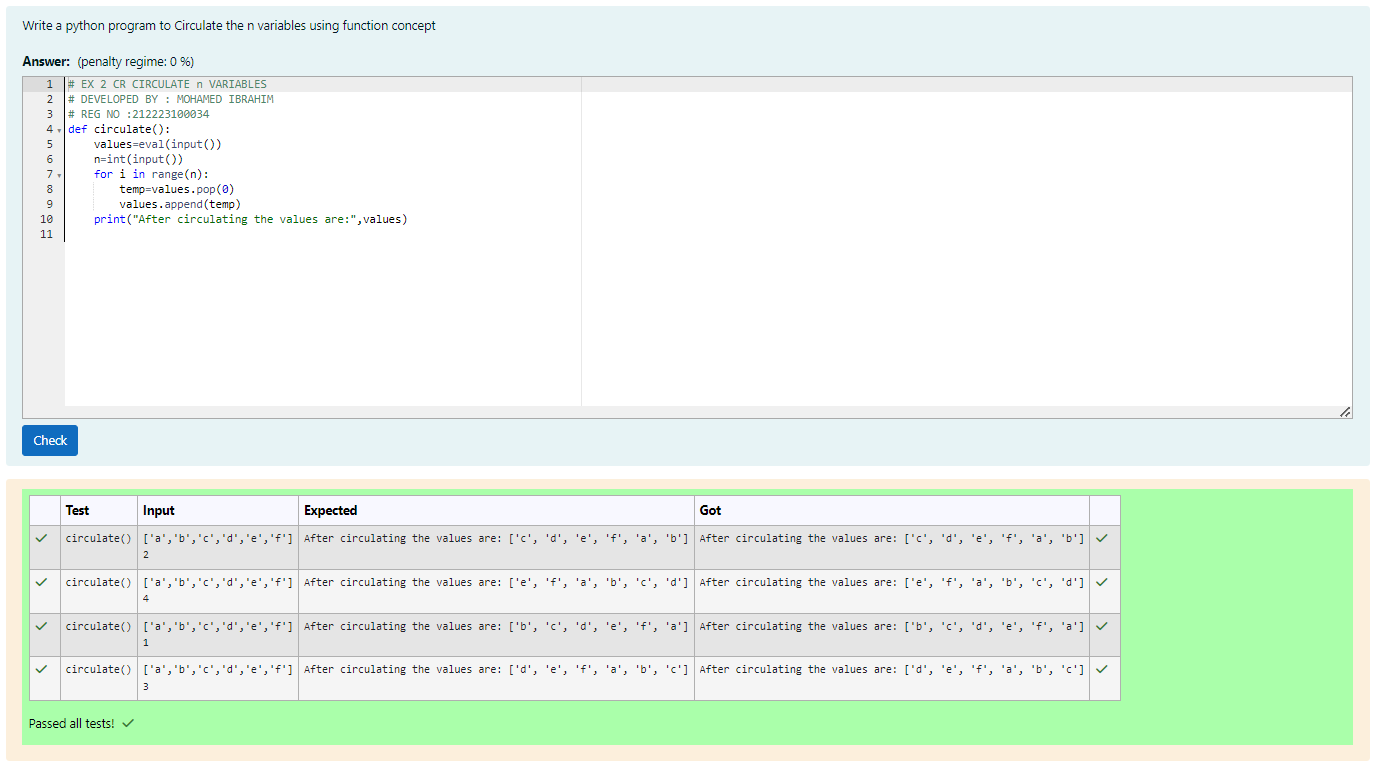 Write a python program to Circulate the n variables using function concept
Answer: (penalty regime: 0 %)
1 # EX 2 CR CIRCULATE n VARIABLES
2 # DEVELOPED BY : MOHAMED IBRAHIM
3 # REG NO :212223100034
4 def circulate():
5     values=eval(input())
6     n=int(input())
7     for i in range(n):
8         temp=values.pop(0)
9         values.append(temp)
10     print("After circulating the values are:",values)
11
Check
Test Input Expected Got
circulate() ['a','b','c','d','e','f'] After circulating the values are: ['c', 'd', 'e', 'f', 'a', 'b'] After circulating the values are: ['c', 'd', 'e', 'f', 'a', 'b']
2
circulate() ['a','b','c','d','e','f'] After circulating the values are: ['e', 'f', 'a', 'b', 'c', 'd'] After circulating the values are: ['e', 'f', 'a', 'b', 'c', 'd']
4
circulate() ['a','b','c','d','e','f'] After circulating the values are: ['b', 'c', 'd', 'e', 'f', 'a'] After circulating the values are: ['b', 'c', 'd', 'e', 'f', 'a']
1
circulate() ['a','b','c','d','e','f'] After circulating the values are: ['d', 'e', 'f', 'a', 'b', 'c'] After circulating the values are: ['d', 'e', 'f', 'a', 'b', 'c']
3
Passed all tests!